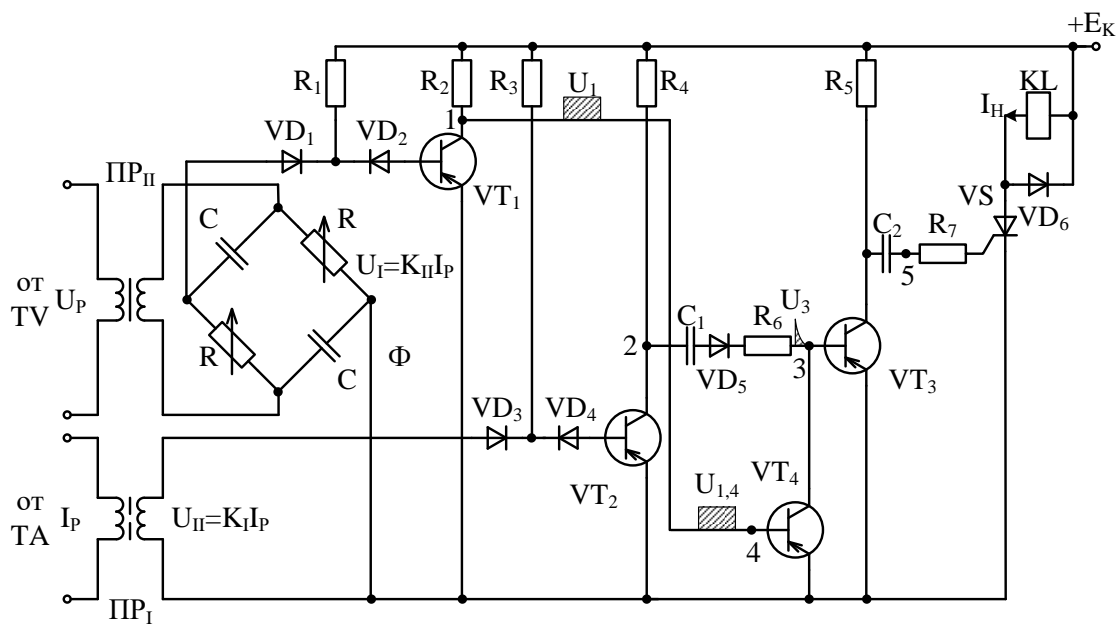 +E_K
R_1
R_2
R_3
U_1
R_4
R_5
KL
I_H
1
VD_1
VD_2
VT_1
VS
VD_6
ПР_II
C
R
U_I=K_II I_P
C_2
R_7
5
от
TV
U_P
R
C
Ф
2
C_1
R_6
U_3
3
VD_5
VT_3
VD_3
VD_4
VT_2
VT_4
U_1,4
4
от
TA
I_P
U_II=K_I I_P
ПР_I